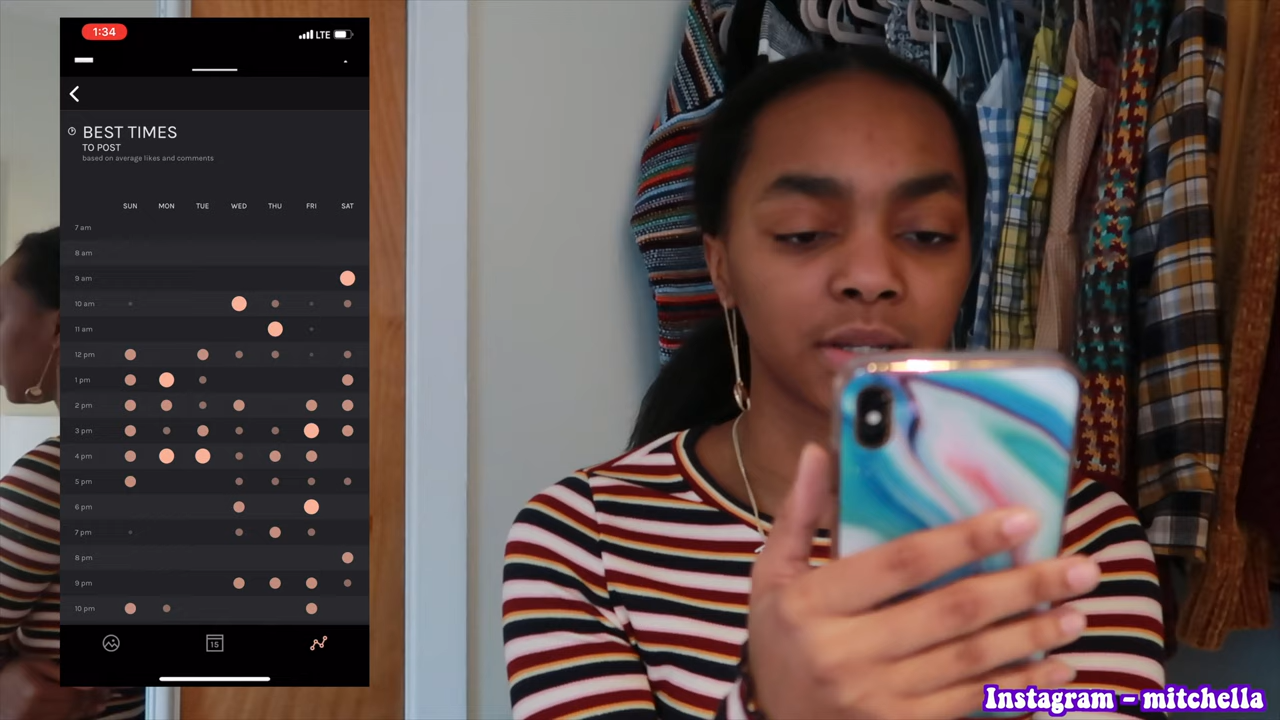 1:34
LTE
BEST TIMES
TO POST
based on average likes and comments
SUN MON TUE WED THU FRI SAT
7 am
8 am
9 am
10 am
11 am
12 pm
1 pm
2 pm
3 pm
4 pm
5 pm
6 pm
7 pm
8 pm
9 pm
10 pm
15
Instagram - mitchella